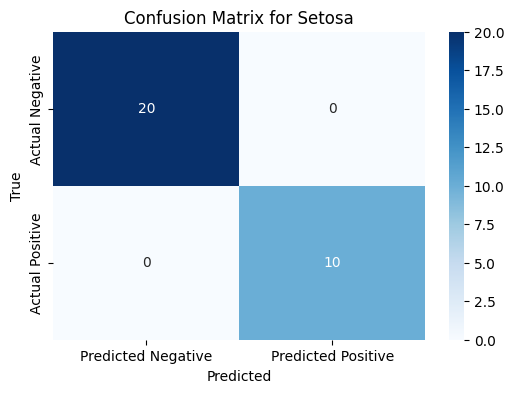 Confusion Matrix for Setosa
True
Actual Negative
Actual Positive
20
0
0
10
Predicted Negative
Predicted Positive
Predicted
20.0
17.5
15.0
12.5
10.0
7.5
5.0
2.5
0.0